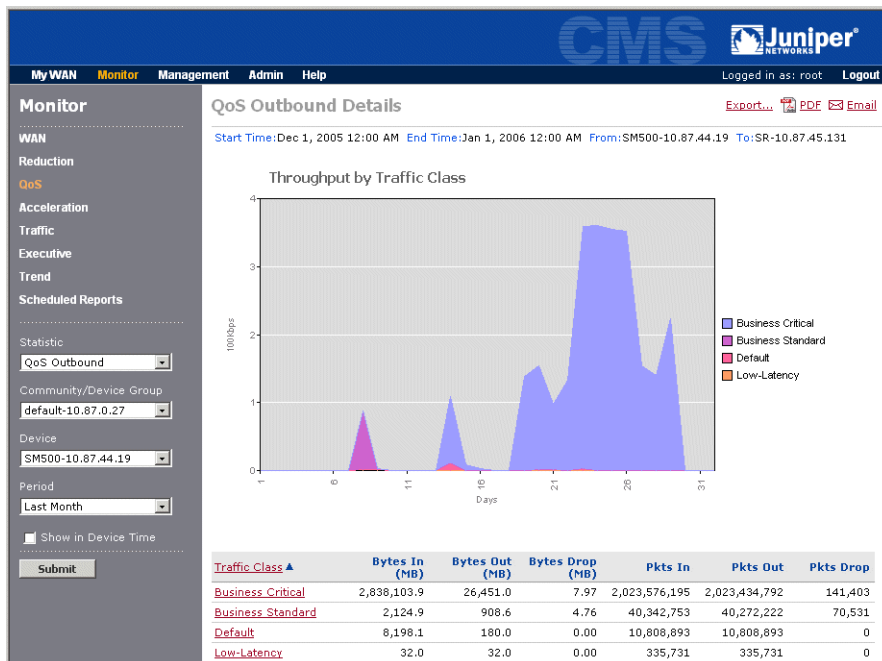 CMS
Juniper®
NETWORKS
My WAN Monitor Management Admin Help Logged in as: root Logout
Monitor
WAN
Reduction
QoS
Acceleration
Traffic
Executive
Trend
Scheduled Reports
Statistic
QoS Outbound
Community/Device Group
default-10.87.0.27
Device
SM500-10.87.44.19
Period
Last Month
Show in Device Time
Submit
QoS Outbound Details Export... PDF Email
Start Time:Dec 1, 2005 12:00 AM End Time:Jan 1, 2006 12:00 AM From:SM500-10.87.44.19 To:SR-10.87.45.131
Throughput by Traffic Class
4
3
2
1
0
100Kbps
1 6 11 16 21 26 31
Days
Business Critical
Business Standard
Default
Low-Latency
Traffic Class Bytes In (MB) Bytes Out (MB) Bytes Drop (MB) Pkts In Pkts Out Pkts Drop
Business Critical 2,838,103.9 26,451.0 7.97 2,023,576,195 2,023,434,792 141,403
Business Standard 2,124.9 908.6 4.76 40,342,753 40,272,222 70,531
Default 8,198.1 180.0 0.00 10,808,893 10,808,893 0
Low-Latency 32.0 32.0 0.00 335,731 335,731 0